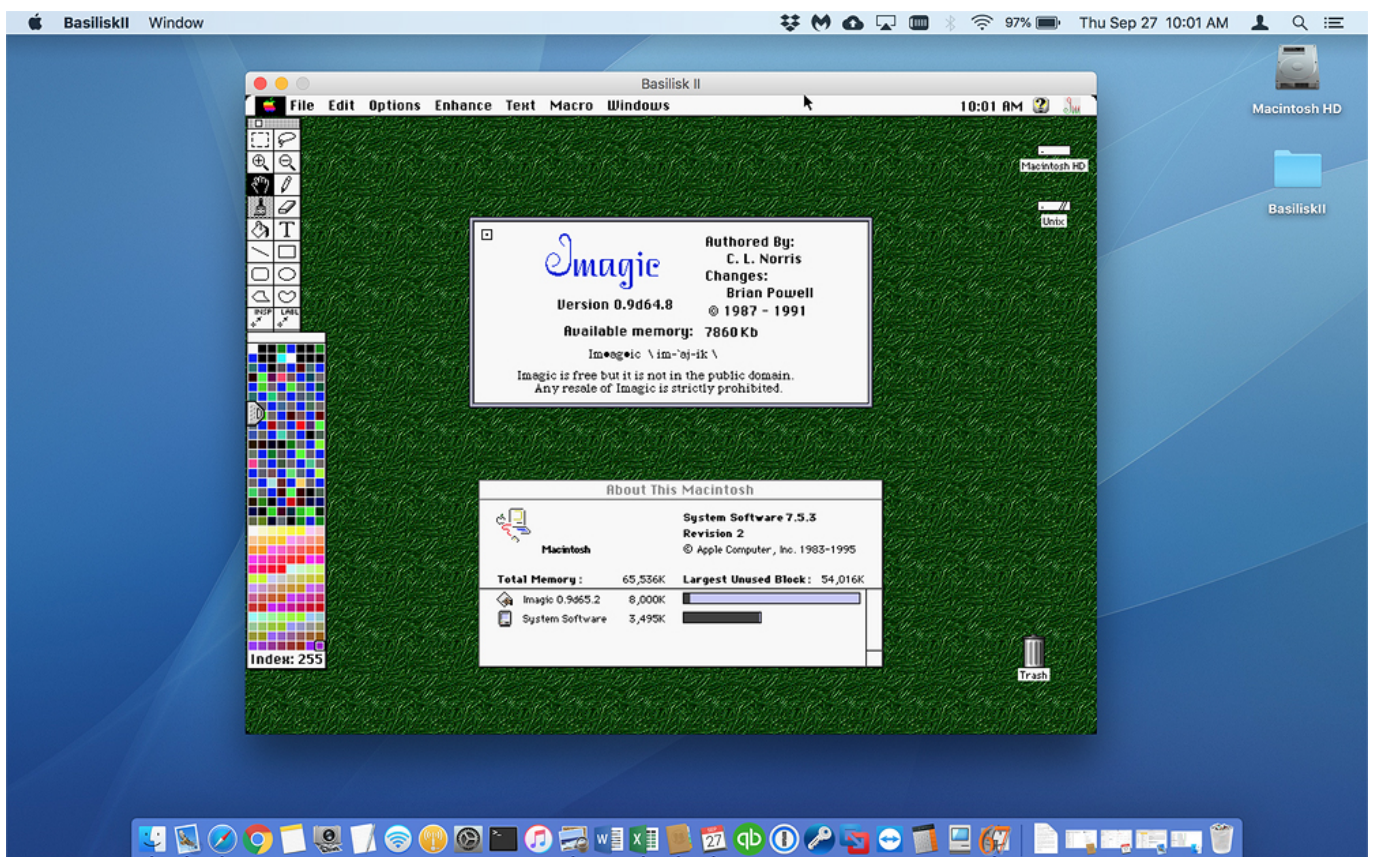 BasiliskII Window 97% Thu Sep 27 10:01 AM
Basilisk II
File Edit Options Enhance Text Macro Windows 10:01 AM
Macintosh HD
BasiliskII
Macintosh HD
Unix
INSP LABL
Imagic
Version 0.9d64.8
Authored By:
C. L. Norris
Changes:
Brian Powell
© 1987 - 1991
Available memory: 7860 Kb
Im•ag•ic \ im-`aj-ik \
Imagic is free but it is not in the public domain.
Any resale of Imagic is strictly prohibited.
About This Macintosh
System Software 7.5.3
Revision 2
Macintosh © Apple Computer, Inc. 1983-1995
Total Memory : 65,536K Largest Unused Block : 54,016K
Imagic 0.9d65.2 8,000K
System Software 3,495K
Index: 255
Trash
27